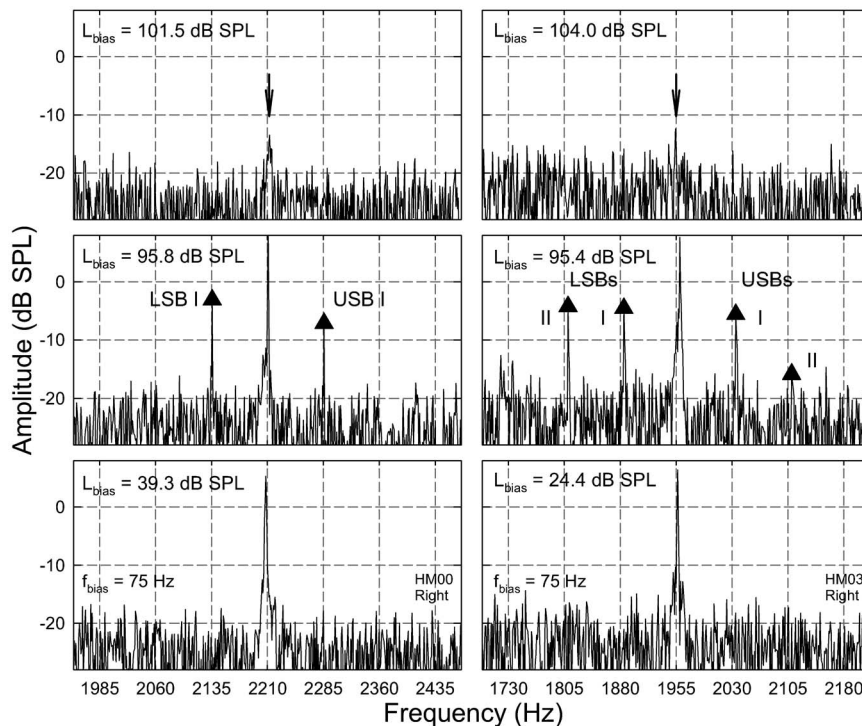 L_bias = 101.5 dB SPL
L_bias = 104.0 dB SPL
0
-10
-20
L_bias = 95.8 dB SPL
L_bias = 95.4 dB SPL
LSB I
USB I
LSBs
USBs
II
I
I
II
0
-10
-20
Amplitude (dB SPL)
L_bias = 39.3 dB SPL
L_bias = 24.4 dB SPL
0
-10
-20
f_bias = 75 Hz
HM00
Right
f_bias = 75 Hz
HM03
Right
1985 2060 2135 2210 2285 2360 2435
1730 1805 1880 1955 2030 2105 2180
Frequency (Hz)